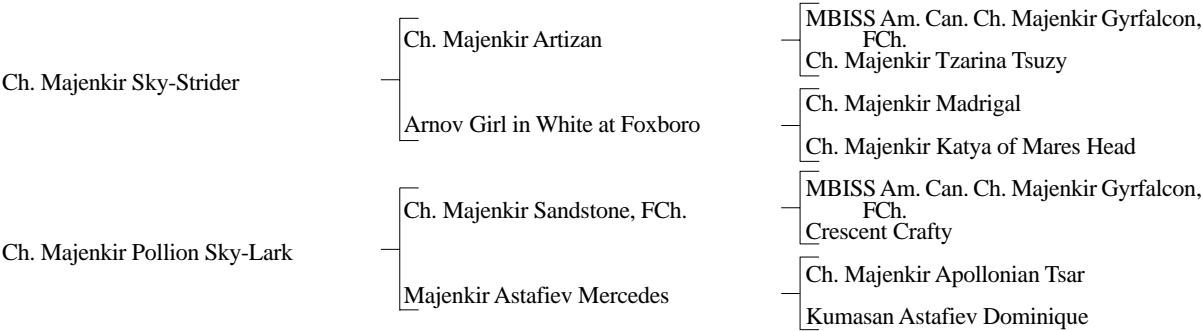 MBISS Am. Can. Ch. Majenkir Gyrfalcon,
FCh.
Ch. Majenkir Artizan
Ch. Majenkir Tzarina Tsuzy
Ch. Majenkir Sky-Strider
Ch. Majenkir Madrigal
Arnov Girl in White at Foxboro
Ch. Majenkir Katya of Mares Head
MBISS Am. Can. Ch. Majenkir Gyrfalcon,
FCh.
Ch. Majenkir Sandstone, FCh.
Crescent Crafty
Ch. Majenkir Pollion Sky-Lark
Ch. Majenkir Apollonian Tsar
Majenkir Astafiev Mercedes
Kumasan Astafiev Dominique